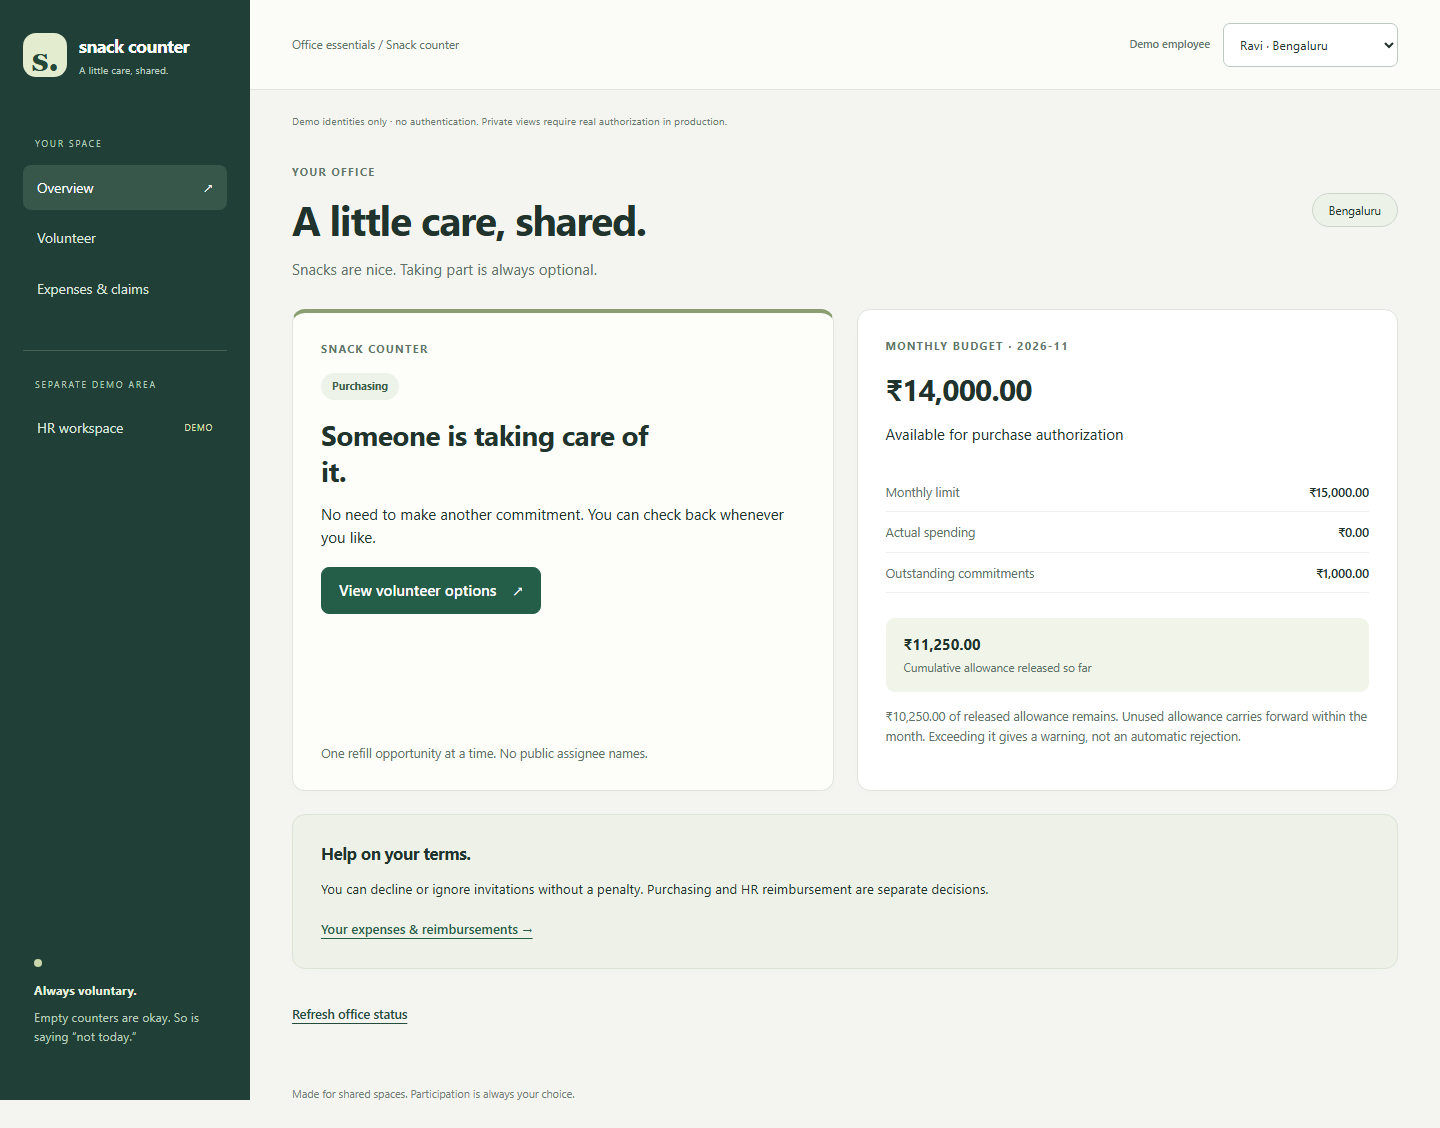 s.
snack counter
A little care, shared.
YOUR SPACE
Overview ↗
Volunteer
Expenses & claims
SEPARATE DEMO AREA
HR workspace DEMO
Always voluntary.
Empty counters are okay. So is
saying “not today.”
Office essentials / Snack counter
Demo employee Ravi · Bengaluru
Demo identities only · no authentication. Private views require real authorization in production.
YOUR OFFICE
A little care, shared.
Bengaluru
Snacks are nice. Taking part is always optional.
SNACK COUNTER
Purchasing
Someone is taking care of
it.
No need to make another commitment. You can check back whenever
you like.
View volunteer options ↗
One refill opportunity at a time. No public assignee names.
MONTHLY BUDGET · 2026-11
₹14,000.00
Available for purchase authorization
Monthly limit ₹15,000.00
Actual spending ₹0.00
Outstanding commitments ₹1,000.00
₹11,250.00
Cumulative allowance released so far
₹10,250.00 of released allowance remains. Unused allowance carries forward within the
month. Exceeding it gives a warning, not an automatic rejection.
Help on your terms.
You can decline or ignore invitations without a penalty. Purchasing and HR reimbursement are separate decisions.
Your expenses & reimbursements →
Refresh office status
Made for shared spaces. Participation is always your choice.